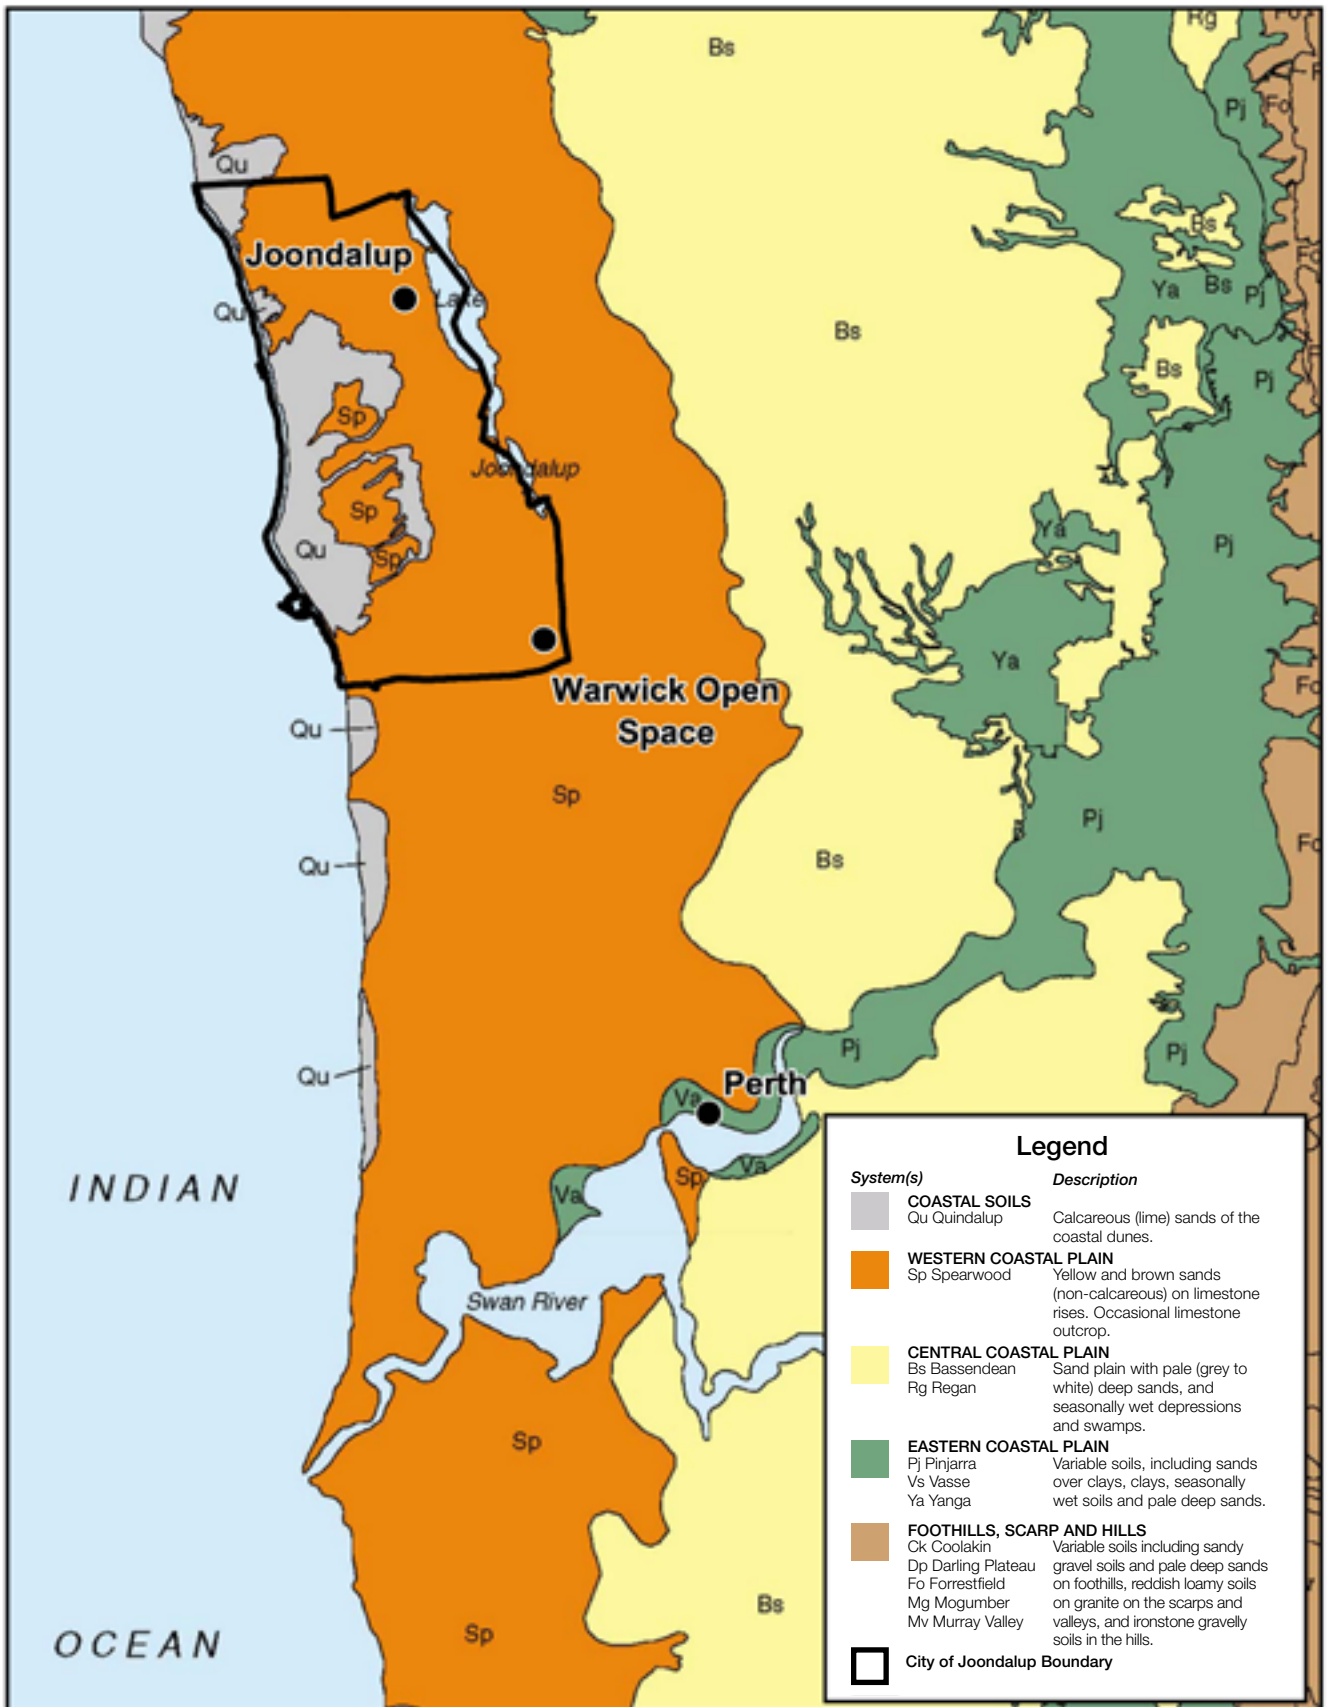 Bs
Rg
Fo
F
Pj
Fo
Qu
Bs
Joondalup
Fo
Ya
Bs
Pj
Lake
Qu
Bs
Bs
Pj
Sp
Joondalup
Sp
Ya
Pj
Qu
Sp
Ya
Warwick Open
Space
Fo
Qu
Sp
Pj
Fo
Qu
Bs
Pj
Pj
Qu
Perth
Va
Va
Sp
Va
INDIAN
Swan River
Sp
Bs
Sp
OCEAN
Legend
System(s) Description
COASTAL SOILS
Qu Quindalup Calcareous (lime) sands of the
coastal dunes.
WESTERN COASTAL PLAIN
Sp Spearwood Yellow and brown sands
(non-calcareous) on limestone
rises. Occasional limestone
outcrop.
CENTRAL COASTAL PLAIN
Bs Bassendean Sand plain with pale (grey to
Rg Regan white) deep sands, and
seasonally wet depressions
and swamps.
EASTERN COASTAL PLAIN
Pj Pinjarra Variable soils, including sands
Vs Vasse over clays, clays, seasonally
Ya Yanga wet soils and pale deep sands.
FOOTHILLS, SCARP AND HILLS
Ck Coolakin Variable soils including sandy
Dp Darling Plateau gravel soils and pale deep sands
Fo Forrestfield on foothills, reddish loamy soils
Mg Mogumber on granite on the scarps and
Mv Murray Valley valleys, and ironstone gravelly
soils in the hills.
City of Joondalup Boundary